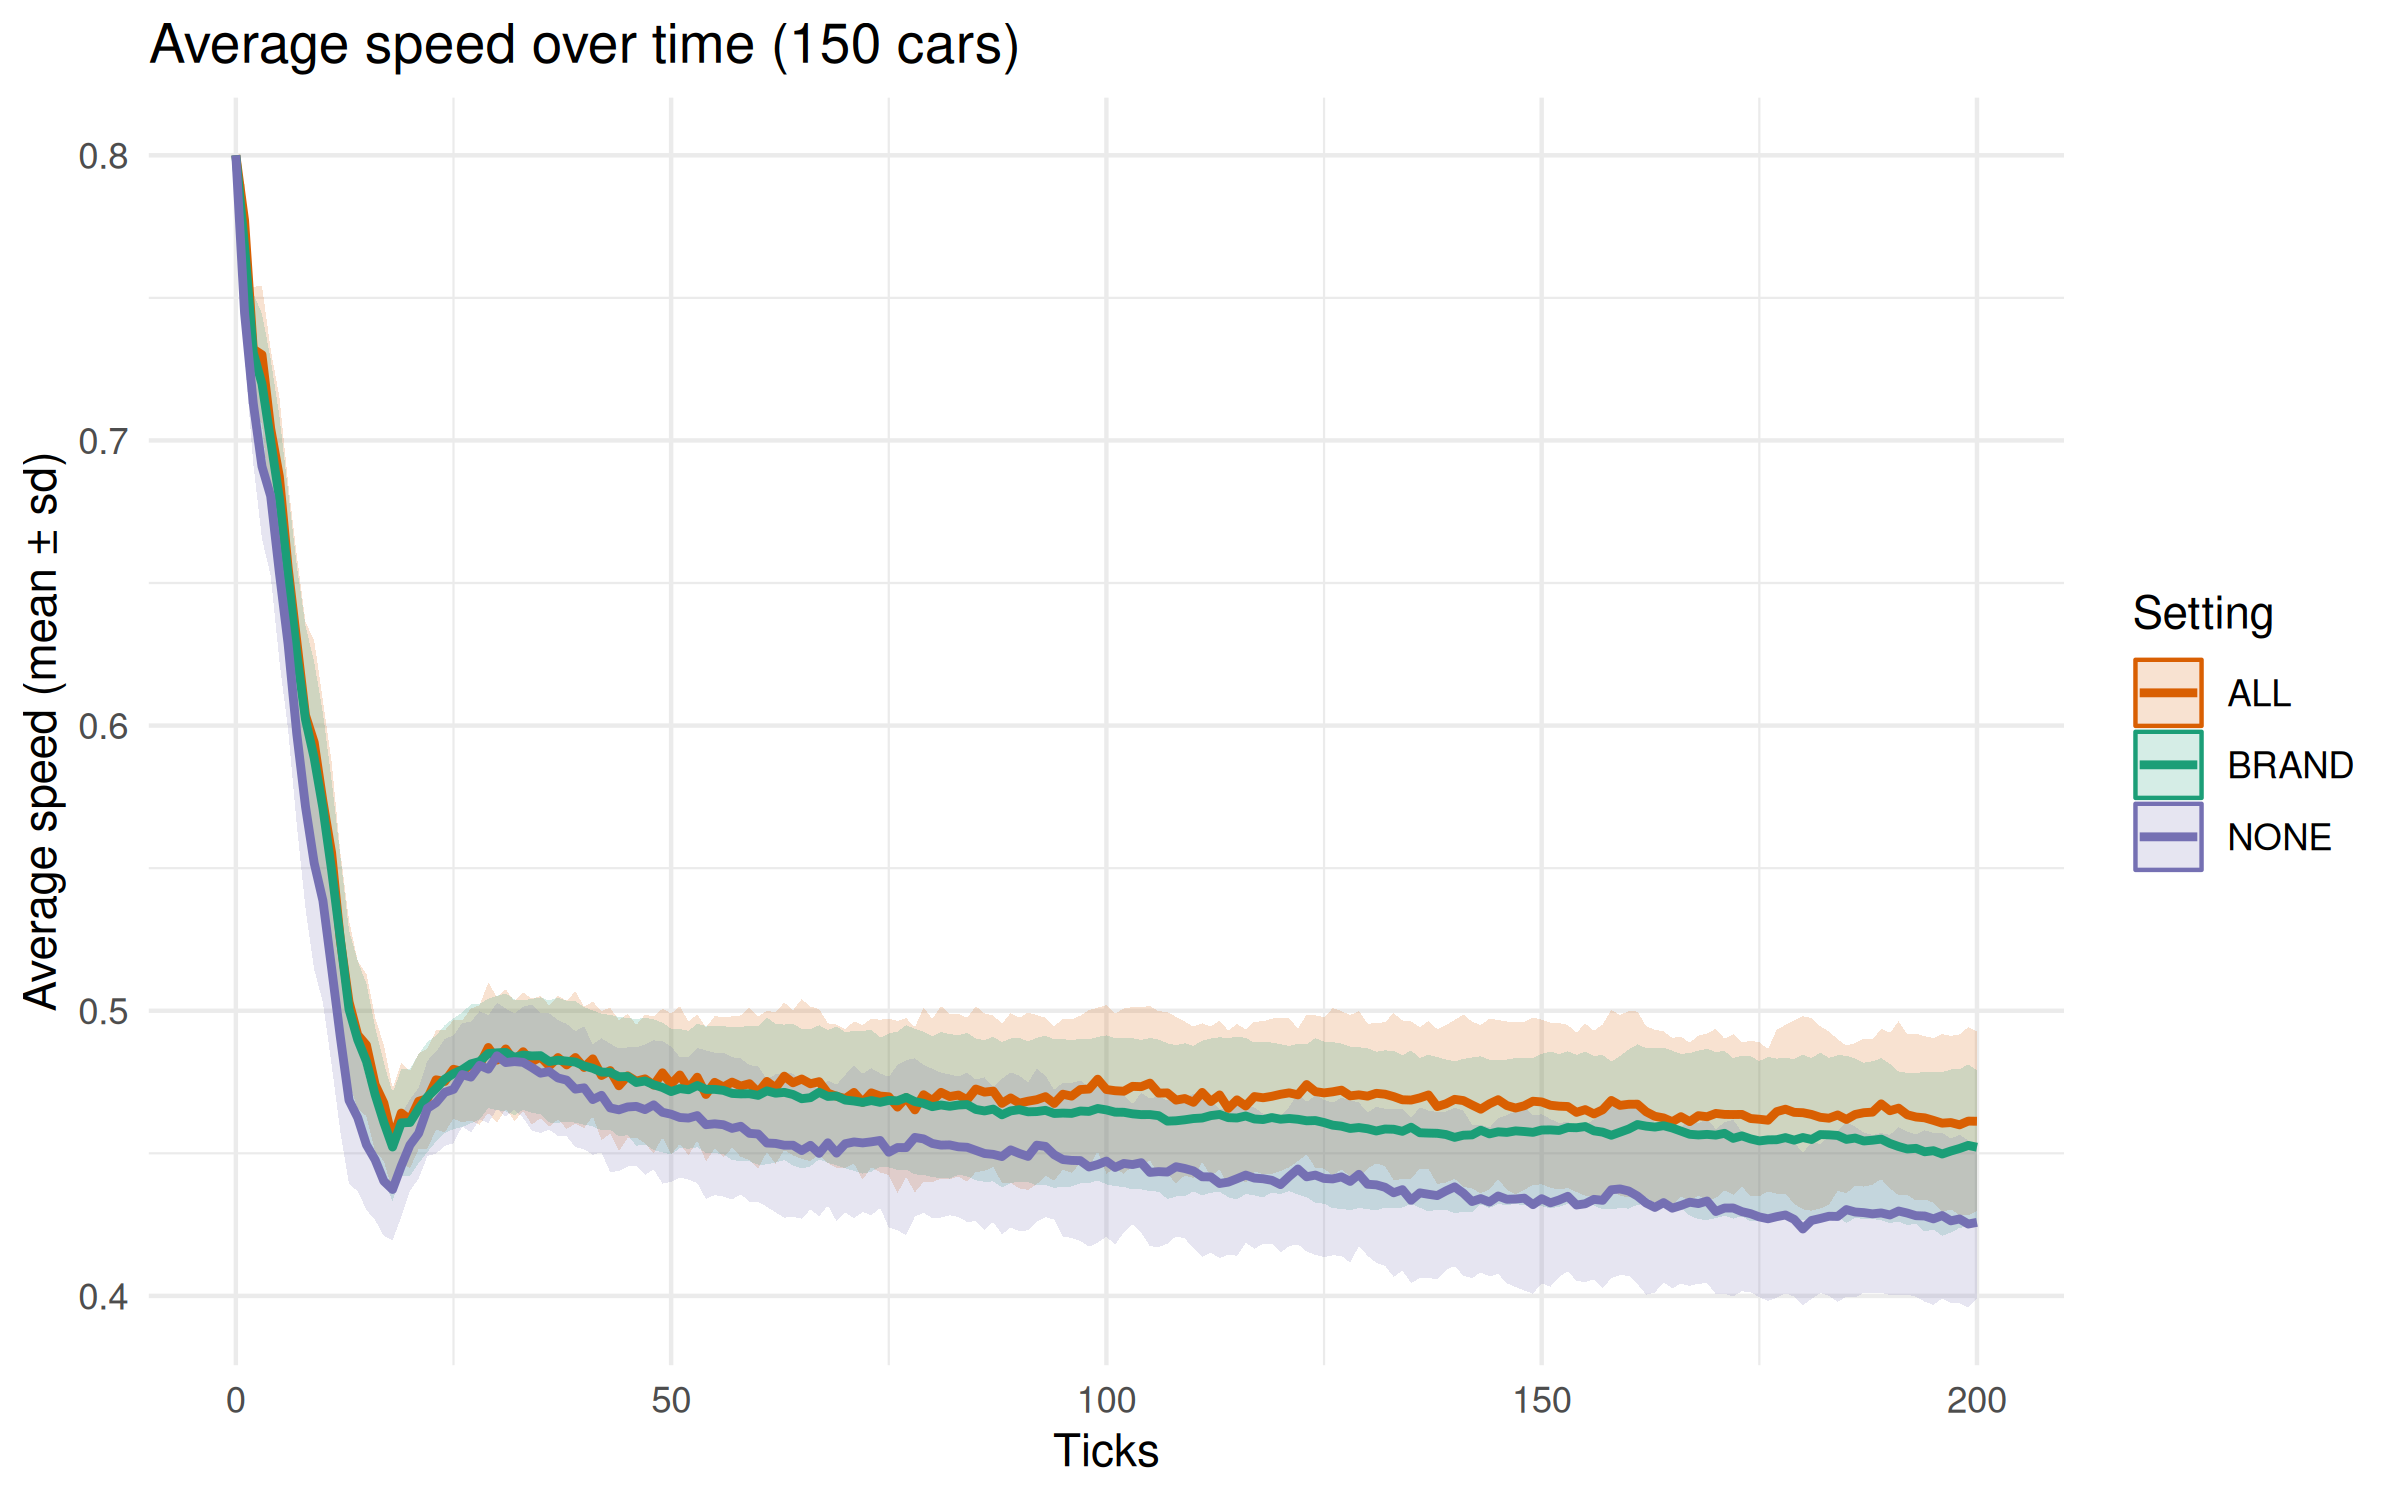 Average speed over time (150 cars)
Average speed (mean ± sd)
0.8
0.7
0.6
0.5
0.4
0
50
100
150
200
Ticks
Setting
ALL
BRAND
NONE